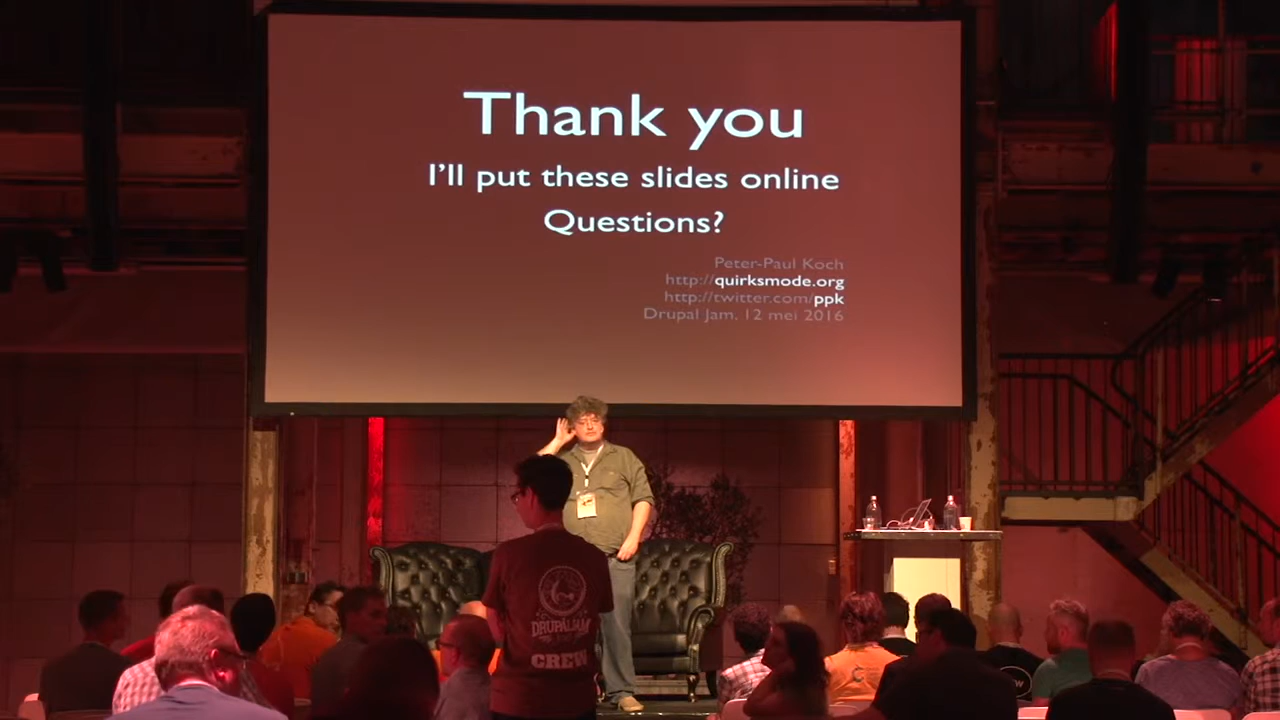 Thank you
I'll put these slides online
Questions?
Peter-Paul Koch
http://quirksmode.org
http://twitter.com/ppk
Drupal Jam, 12 mei 2016
DRUPALJAM
CREW